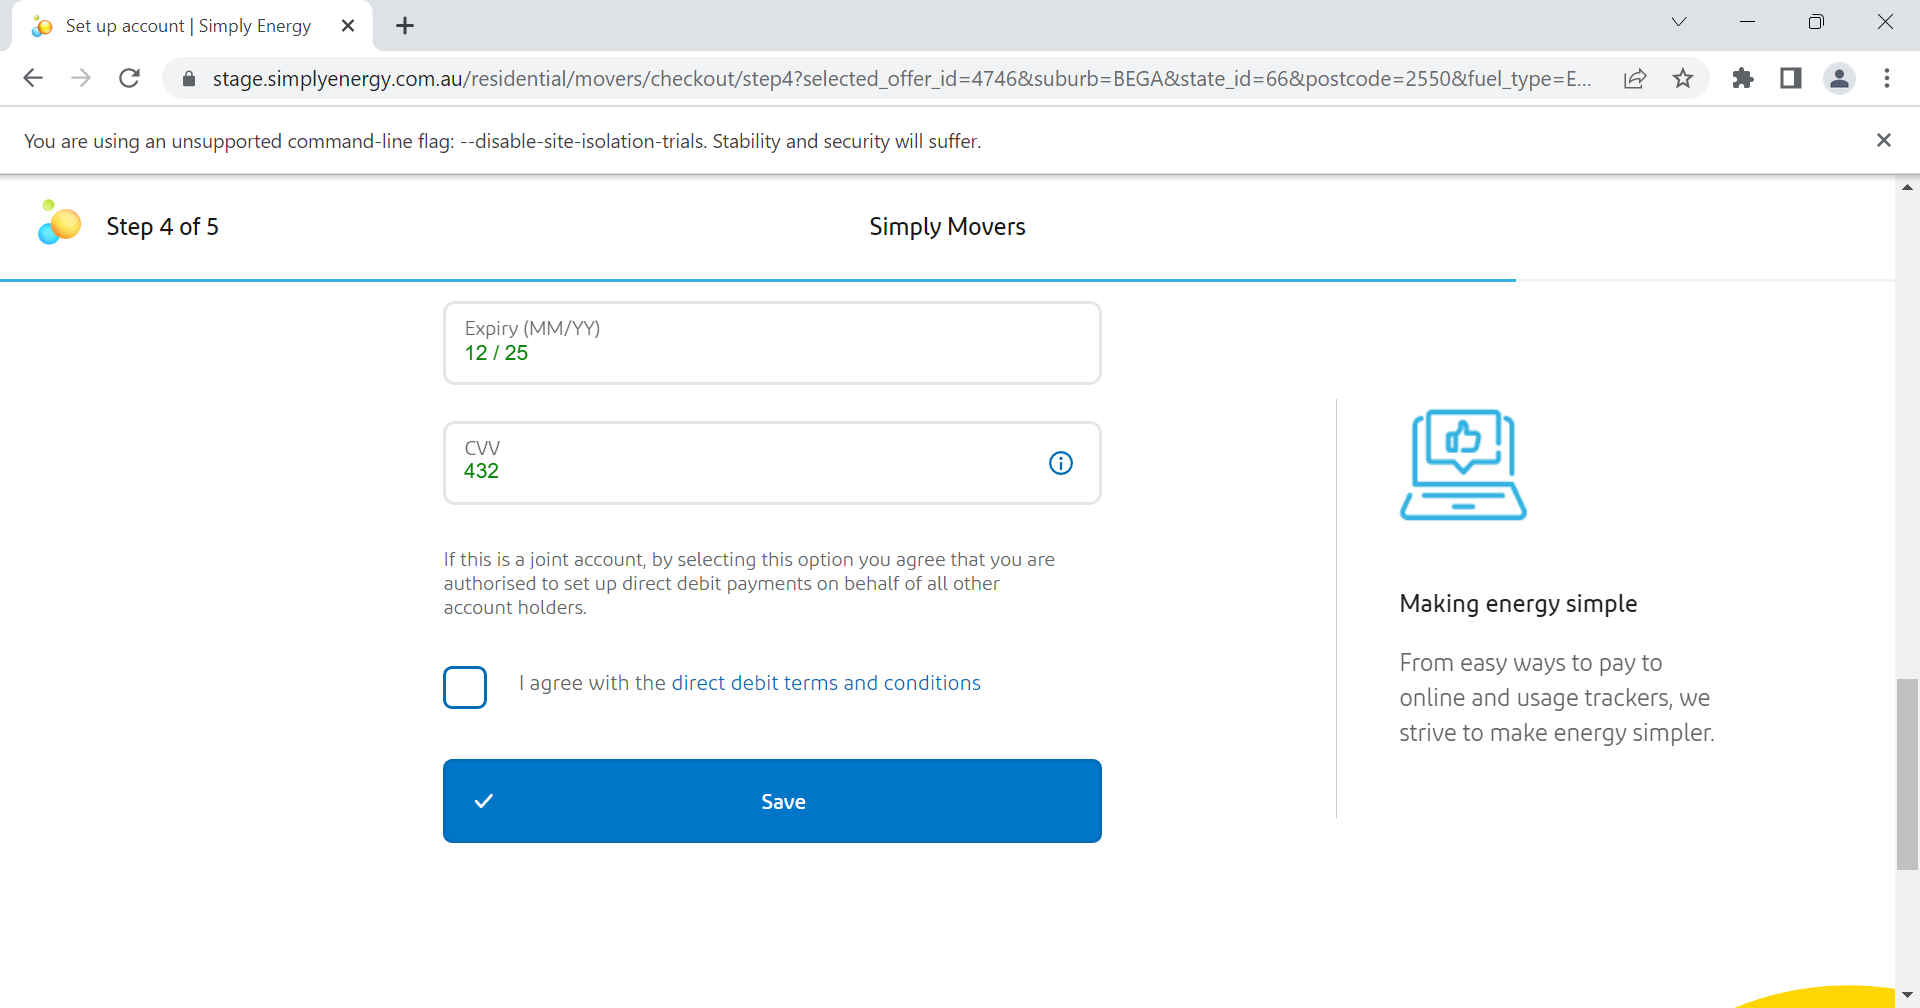 Set up account | Simply Energy
stage.simplyenergy.com.au/residential/movers/checkout/step4?selected_offer_id=4746&suburb=BEGA&state_id=66&postcode=2550&fuel_type=E...
You are using an unsupported command-line flag: --disable-site-isolation-trials. Stability and security will suffer.
Step 4 of 5
Simply Movers
Expiry (MM/YY)
12 / 25
CVV
432
If this is a joint account, by selecting this option you agree that you are
authorised to set up direct debit payments on behalf of all other
account holders.
I agree with the direct debit terms and conditions
Save
Making energy simple
From easy ways to pay to
online and usage trackers, we
strive to make energy simpler.